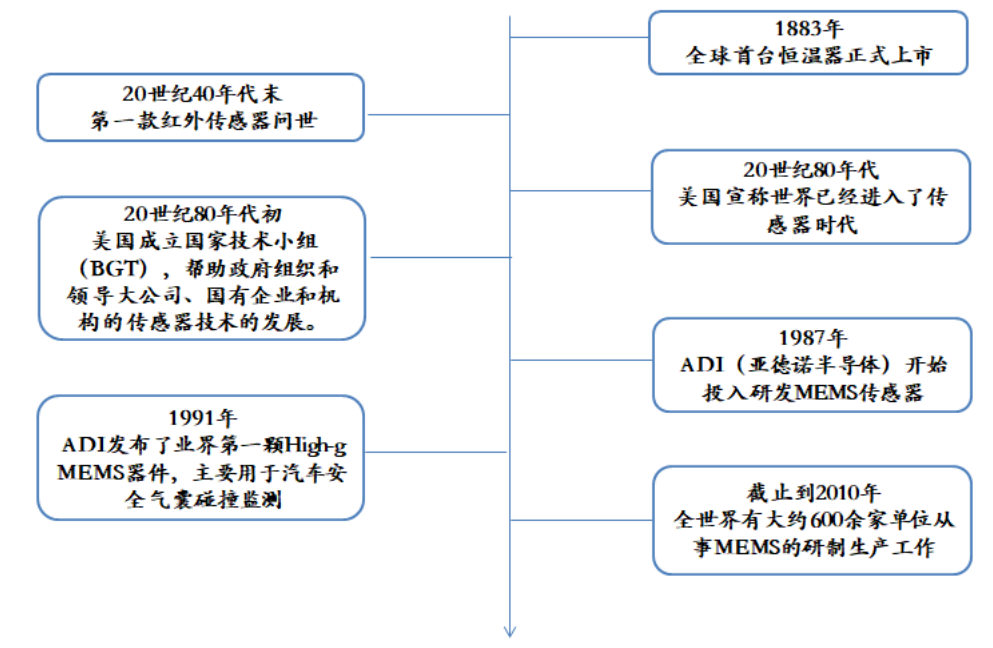 1883年
全球首台恒温器正式上市
20世纪40年代末
第一款红外传感器问世
20世纪80年代
美国宣称世界已经进入了传
感器时代
20世纪80年代初
美国成立国家技术小组
（BGT），帮助政府组织和
领导大公司、国有企业和机
构的传感器技术的发展。
1987年
ADI（亚德诺半导体）开始
投入研发MEMS传感器
1991年
ADI发布了业界第一颗High-g
MEMS器件，主要用于汽车安
全气囊碰撞监测
截止到2010年
全世界有大约600余家单位从
事MEMS的研制生产工作